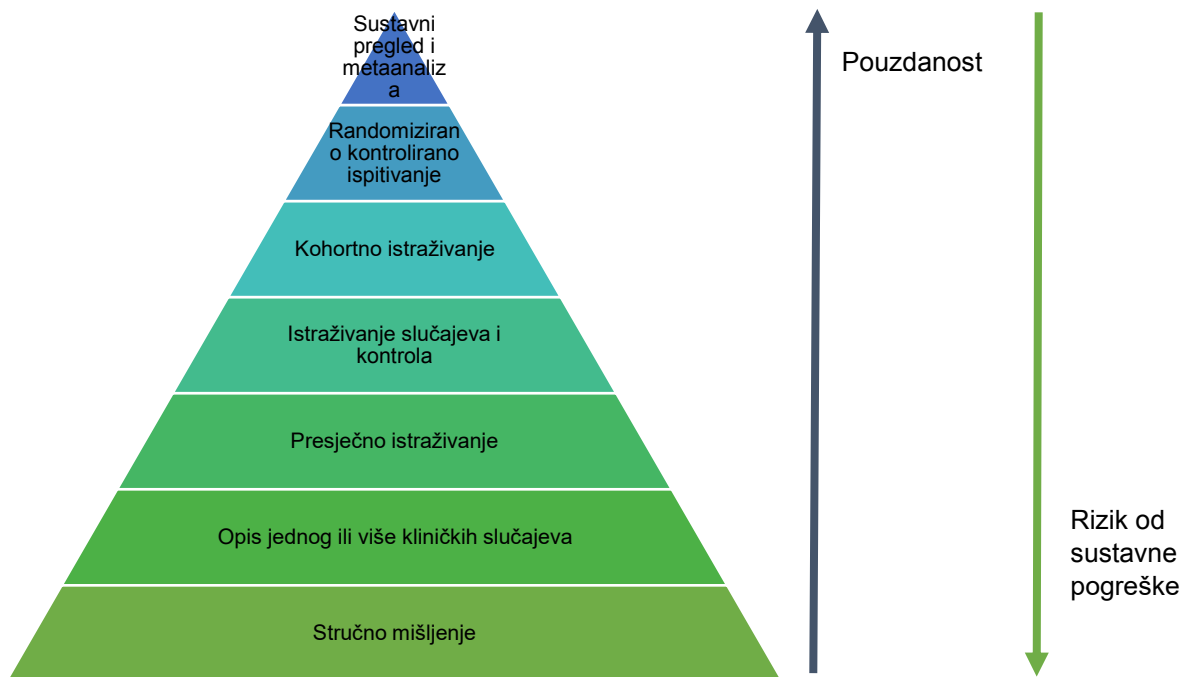 Sustavni
pregled i
metaanaliz
a
Randomiziran
o kontrolirano
ispitivanje
Kohortno istraživanje
Istraživanje slučajeva i
kontrola
Presječno istraživanje
Opis jednog ili više kliničkih slučajeva
Stručno mišljenje
Pouzdanost
Rizik od
sustavne
pogreške